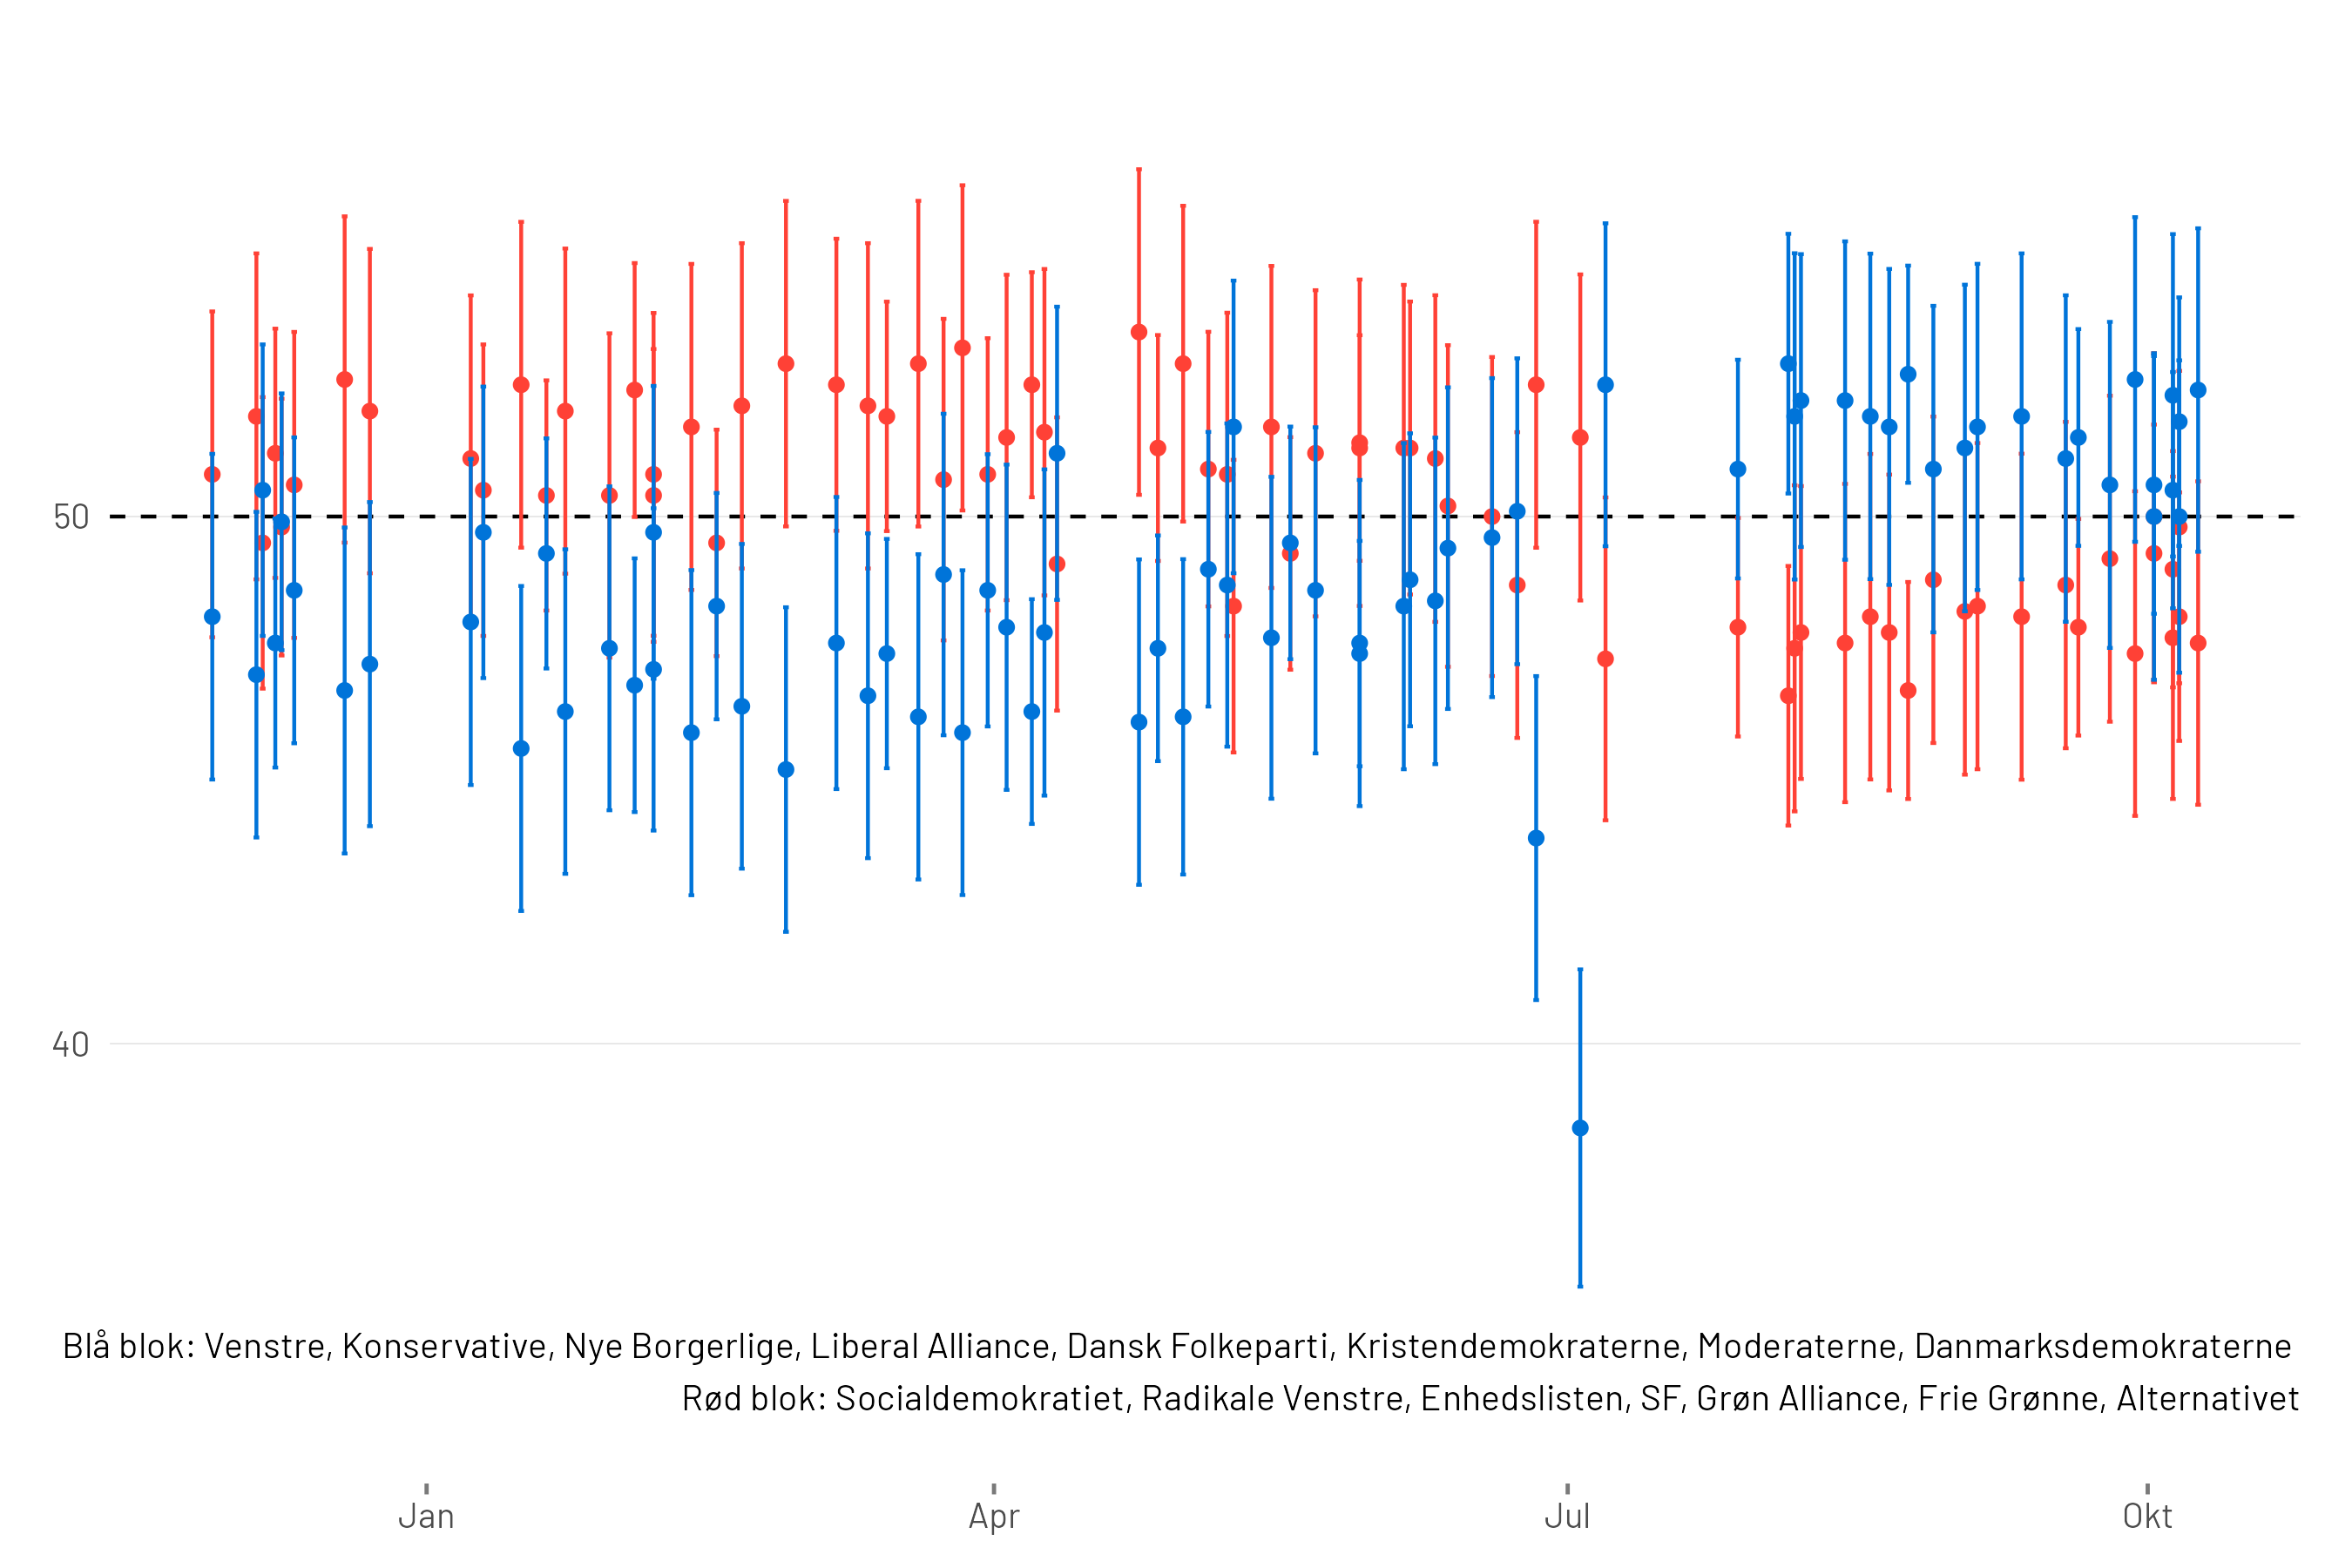 50
40
Blå blok: Venstre, Konservative, Nye Borgerlige, Liberal Alliance, Dansk Folkeparti, Kristendemokraterne, Moderaterne, Danmarksdemokraterne
Rød blok: Socialdemokratiet, Radikale Venstre, Enhedslisten, SF, Grøn Alliance, Frie Grønne, Alternativet
Jan Apr Jul Okt